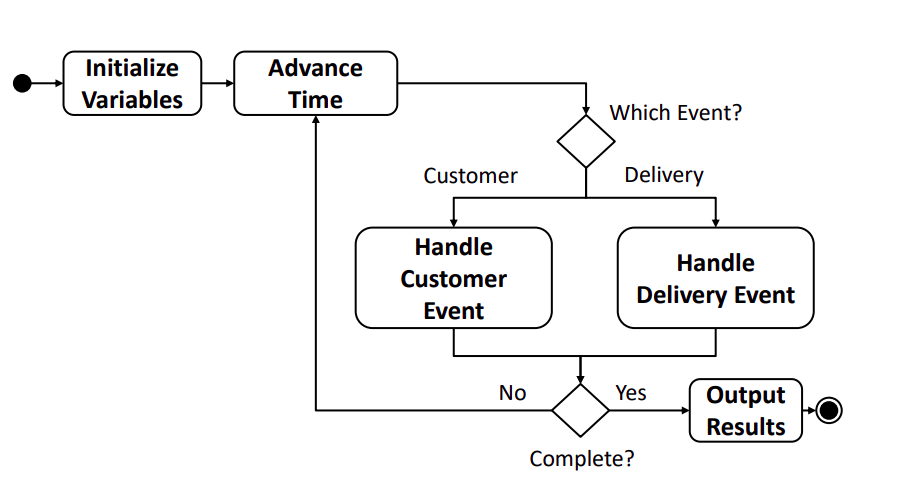 Initialize
Variables
Advance
Time
Which Event?
Customer
Delivery
Handle
Customer
Event
Handle
Delivery Event
No
Yes
Output
Results
Complete?